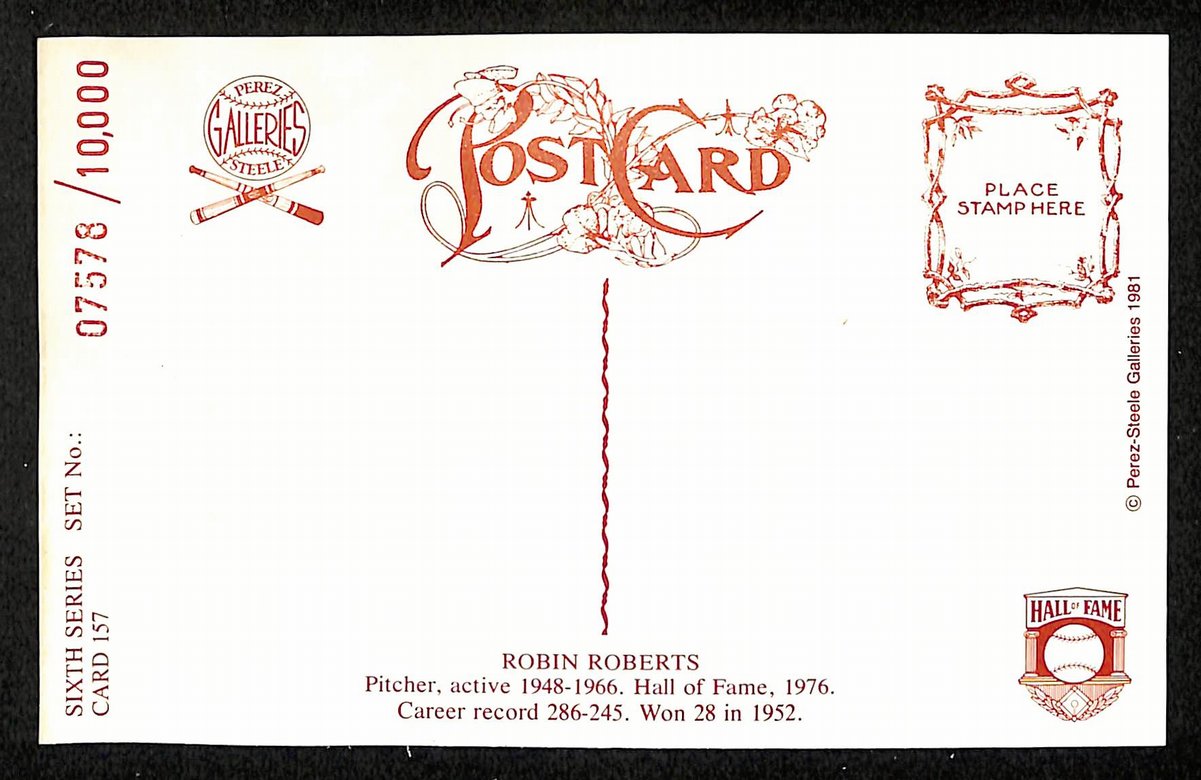 07578 / 10,000
SIXTH SERIES SET No.:
CARD 157
PEREZ
GALLERIES
STEELE
POSTCARD
PLACE
STAMP HERE
© Perez-Steele Galleries 1981
HALL OF FAME
ROBIN ROBERTS
Pitcher, active 1948-1966. Hall of Fame, 1976.
Career record 286-245. Won 28 in 1952.